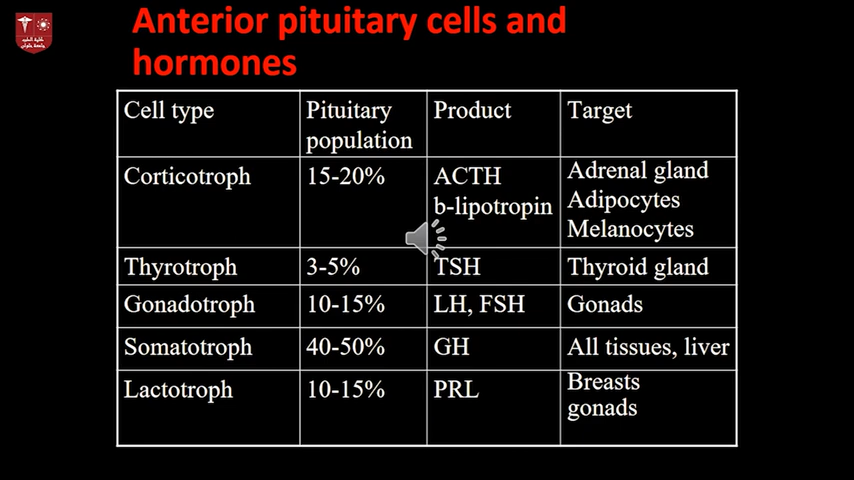 Anterior pituitary cells and
hormones
Cell type
Pituitary
population
Product
Target
Corticotroph
15-20%
ACTH
b-lipotropin
Adrenal gland
Adipocytes
Melanocytes
Thyrotroph
3-5%
TSH
Thyroid gland
Gonadotroph
10-15%
LH, FSH
Gonads
Somatotroph
40-50%
GH
All tissues, liver
Lactotroph
10-15%
PRL
Breasts
gonads